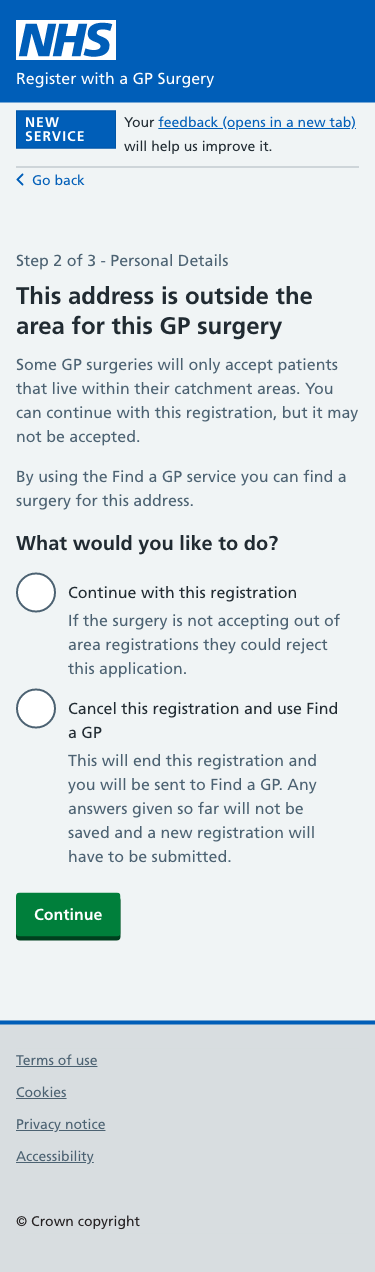 NHS
Register with a GP Surgery
NEW
SERVICE
Your feedback (opens in a new tab)
will help us improve it.
Go back
Step 2 of 3 - Personal Details
This address is outside the
area for this GP surgery
Some GP surgeries will only accept patients
that live within their catchment areas. You
can continue with this registration, but it may
not be accepted.
By using the Find a GP service you can find a
surgery for this address.
What would you like to do?
Continue with this registration
If the surgery is not accepting out of
area registrations they could reject
this application.
Cancel this registration and use Find
a GP
This will end this registration and
you will be sent to Find a GP. Any
answers given so far will not be
saved and a new registration will
have to be submitted.
Continue
Terms of use
Cookies
Privacy notice
Accessibility
© Crown copyright